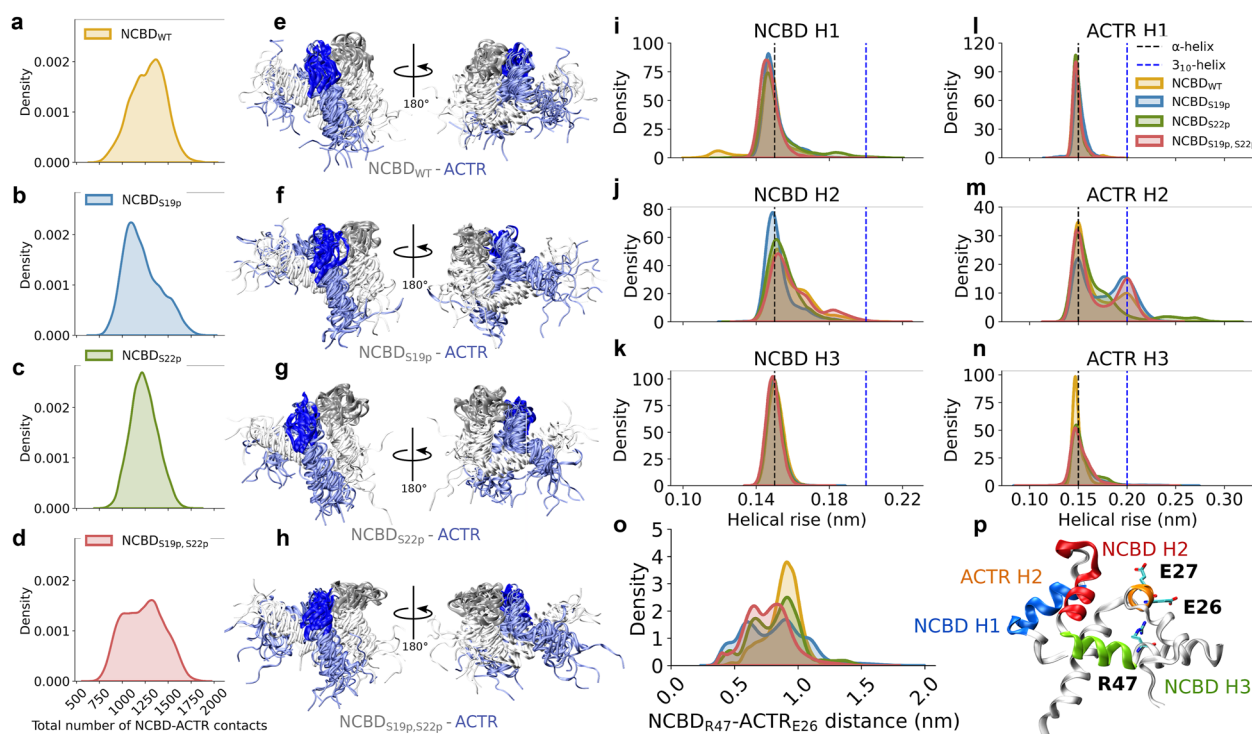 a
NCBD_WT
Density
0.002
0.001
0.000
b
NCBD_S19p
Density
0.002
0.001
0.000
c
NCBD_S22p
Density
0.002
0.001
0.000
d
NCBD_S19p, S22p
Density
0.002
0.001
0.000
500
750
1000
1250
1500
1750
2000
Total number of NCBD-ACTR contacts
e
180°
NCBD_WT - ACTR
f
180°
NCBD_S19p - ACTR
g
180°
NCBD_S22p - ACTR
h
180°
NCBD_S19p,S22p - ACTR
i
NCBD H1
Density
100
75
50
25
0
j
NCBD H2
Density
80
60
40
20
0
k
NCBD H3
Density
100
75
50
25
0
0.10 0.14 0.18 0.22
Helical rise (nm)
l
ACTR H1
Density
120
90
60
30
0
α-helix
3₁₀-helix
NCBD_WT
NCBD_S19p
NCBD_S22p
NCBD_S19p,S22p
m
ACTR H2
Density
40
30
20
10
0
n
ACTR H3
Density
100
75
50
25
0
0.10 0.15 0.20 0.25 0.30
Helical rise (nm)
o
Density
5
4
3
2
1
0
0.0
0.5
1.0
1.5
2.0
NCBD_R47-ACTR_E26 distance (nm)
p
NCBD H2
ACTR H2
E27
E26
NCBD H1
R47
NCBD H3